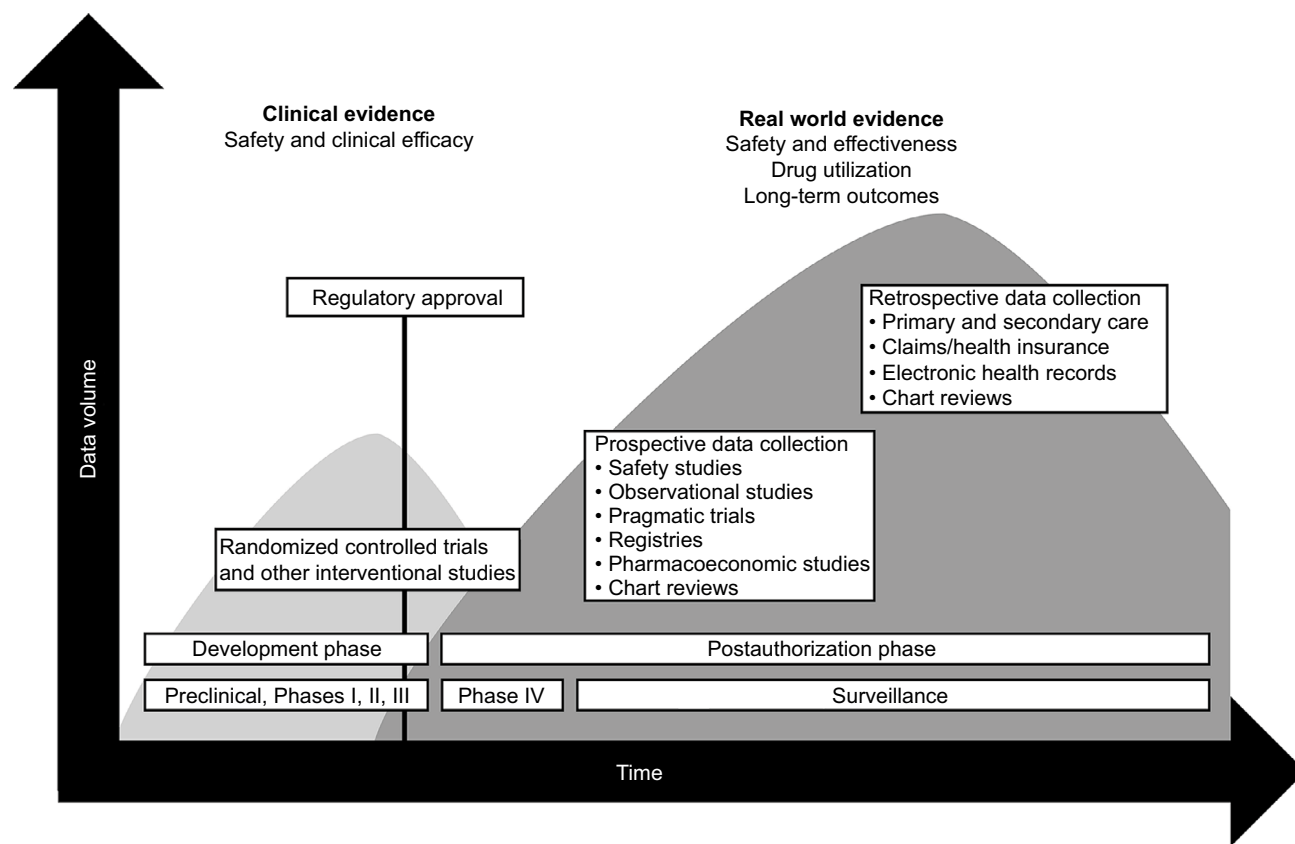 Clinical evidence
Safety and clinical efficacy
Real world evidence
Safety and effectiveness
Drug utilization
Long-term outcomes
Regulatory approval
Retrospective data collection
• Primary and secondary care
• Claims/health insurance
• Electronic health records
• Chart reviews
Data volume
Prospective data collection
• Safety studies
• Observational studies
• Pragmatic trials
• Registries
• Pharmacoeconomic studies
• Chart reviews
Randomized controlled trials
and other interventional studies
Development phase
Postauthorization phase
Preclinical, Phases I, II, III
Phase IV
Surveillance
Time